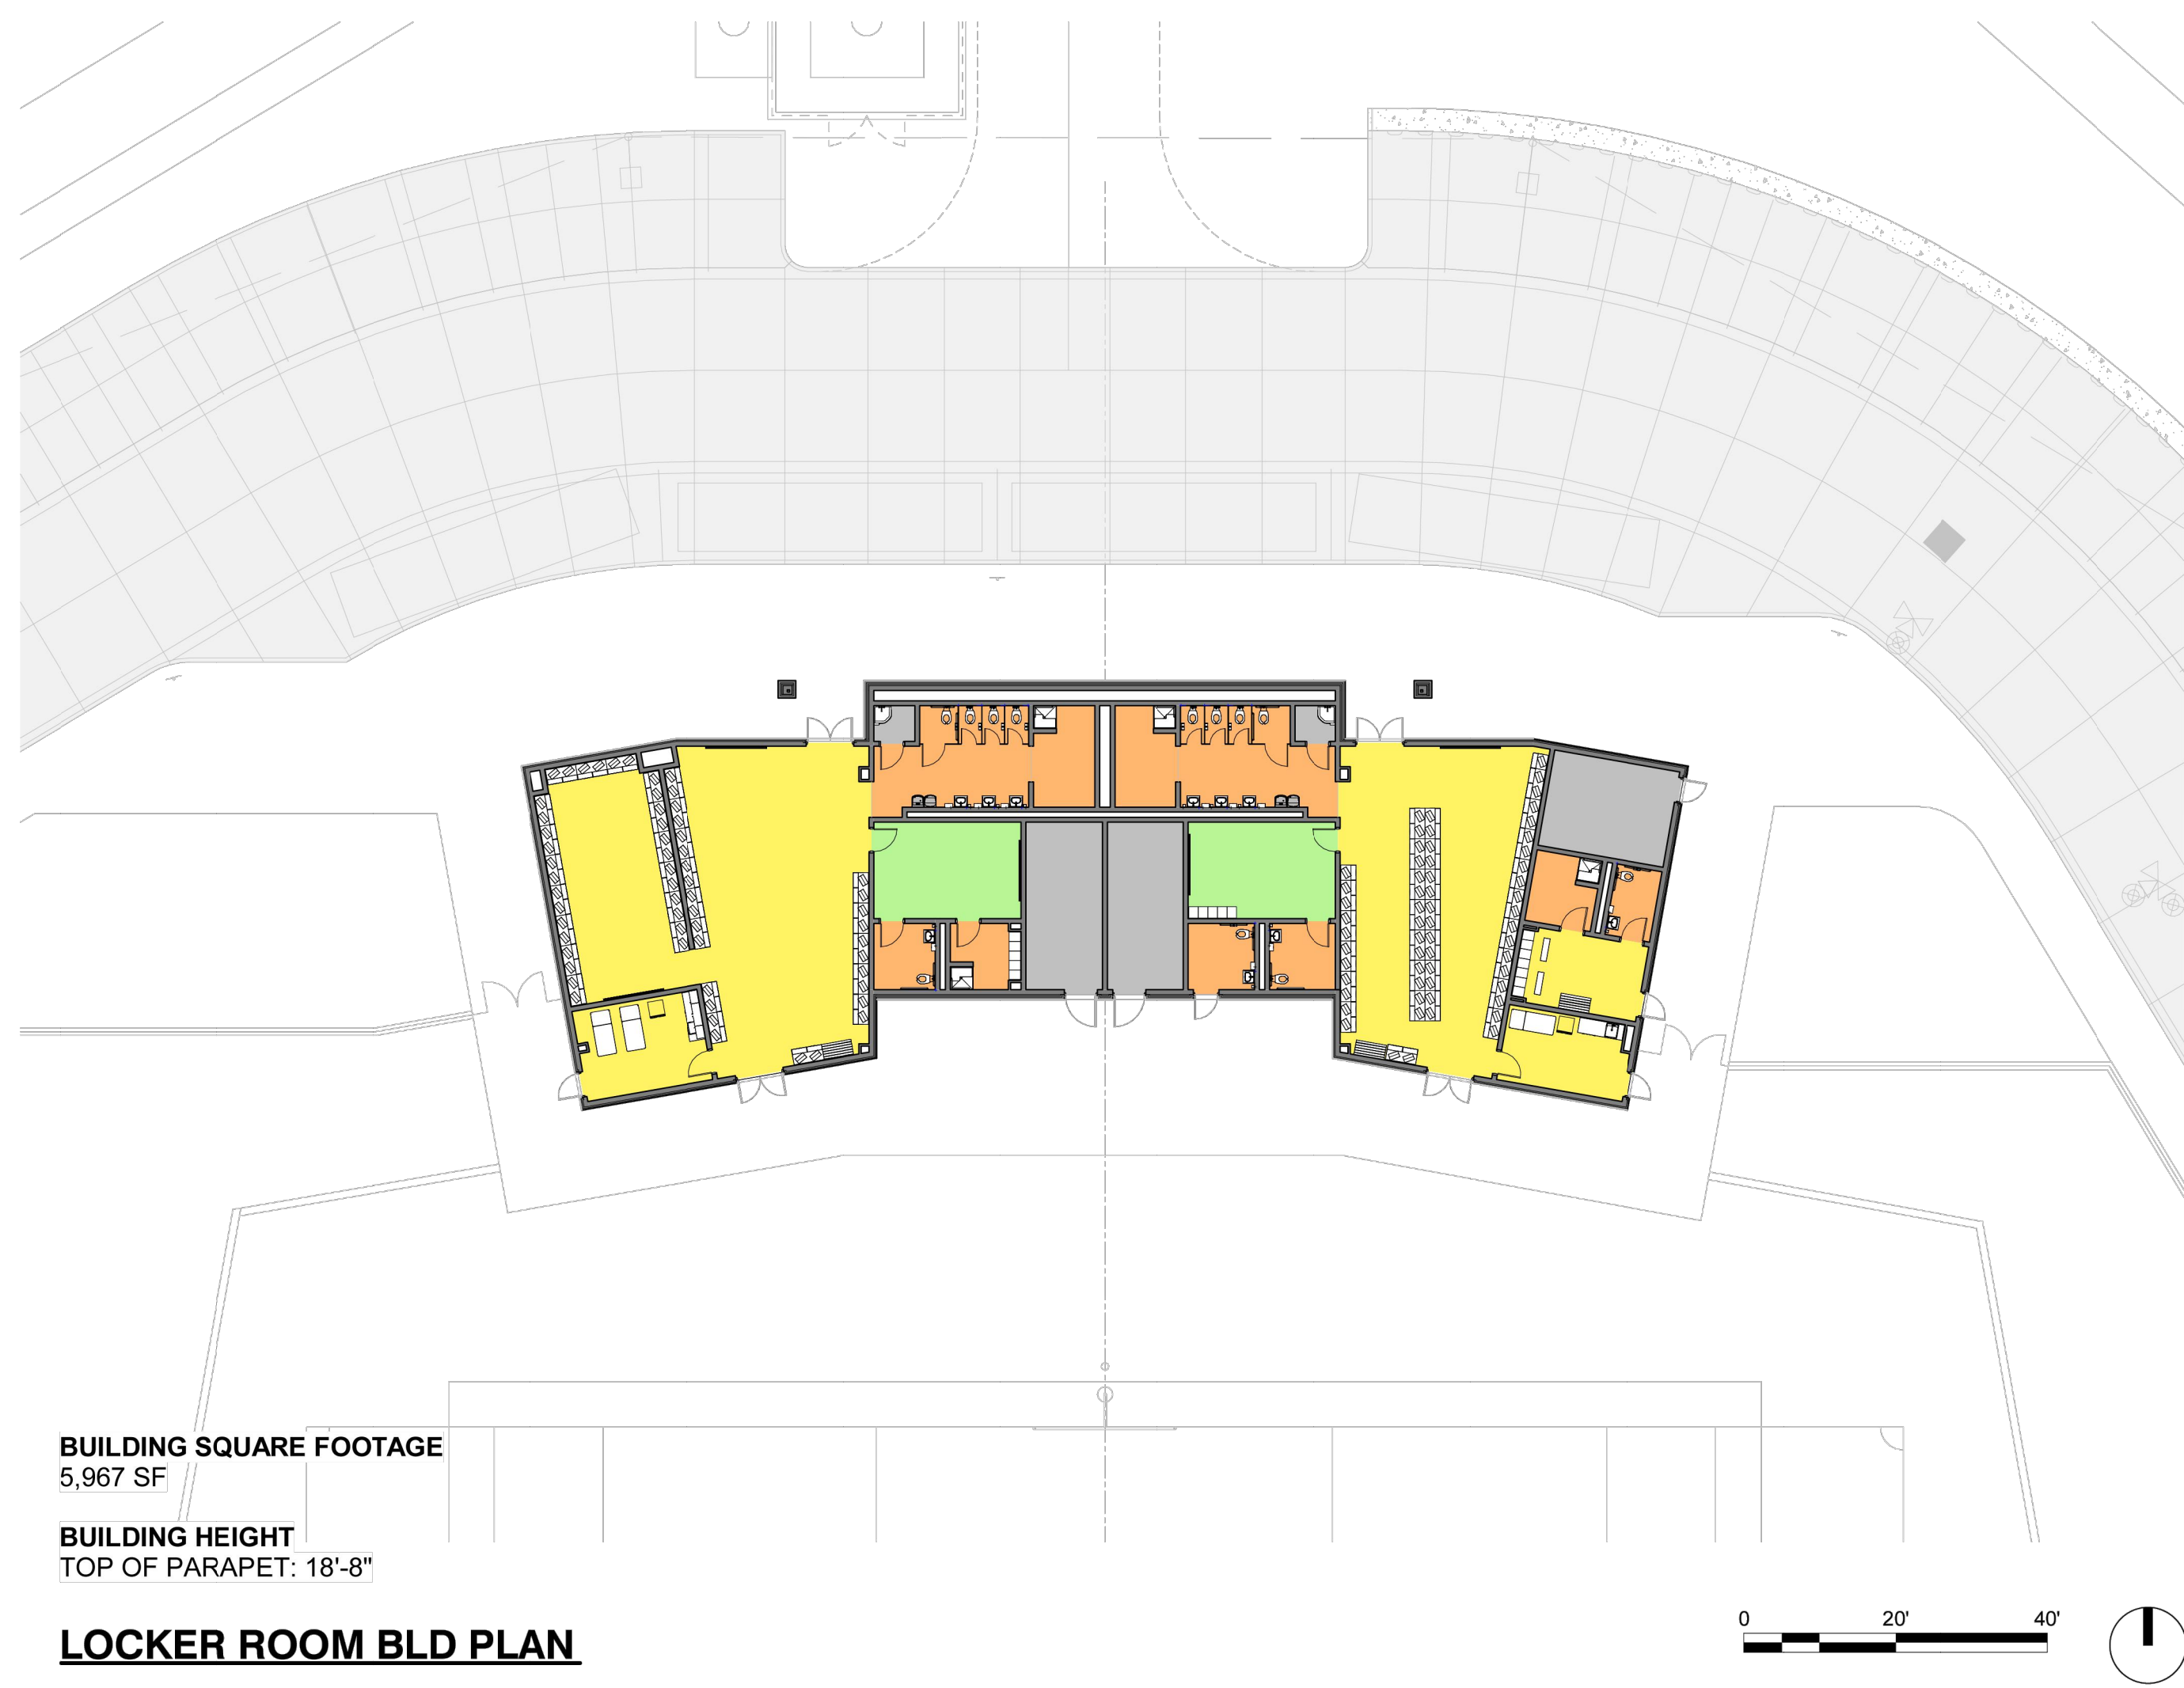 BUILDING SQUARE FOOTAGE
5,967 SF
BUILDING HEIGHT
TOP OF PARAPET: 18'-8"
LOCKER ROOM BLD PLAN
0 20' 40'